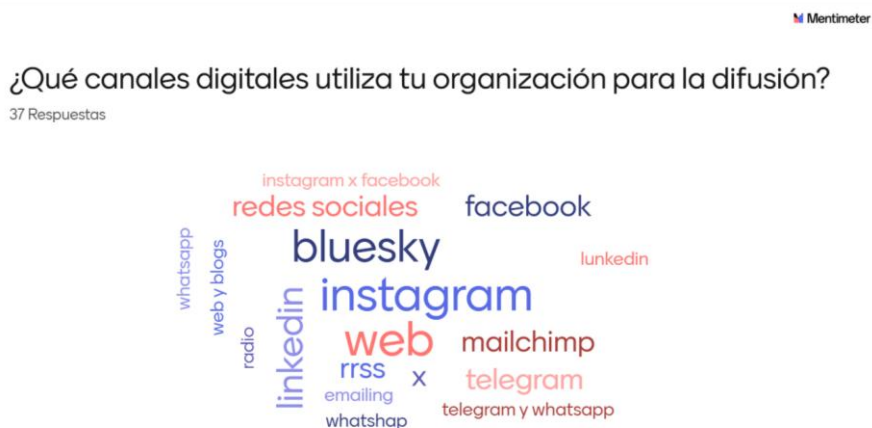 Mentimeter
¿Qué canales digitales utiliza tu organización para la difusión?
37 Respuestas
instagram x facebook
redes sociales
facebook
bluesky
lunkedin
whatsapp
web y blogs
instagram
linkedin
radio
web
mailchimp
rrss
x
telegram
emailing
telegram y whatsapp
whatshap